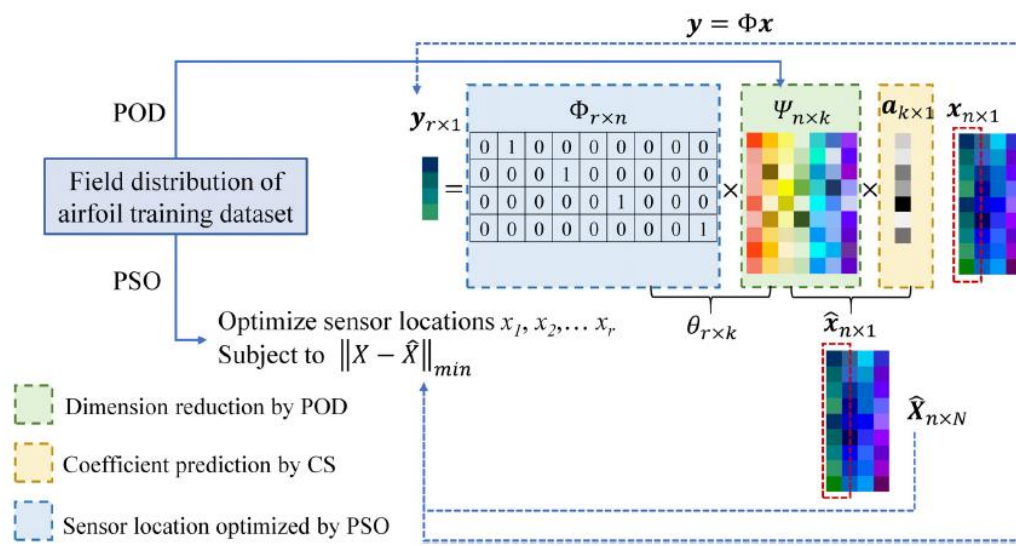 y = Φx
POD
y_{r×1}
Φ_{r×n}
Ψ_{n×k}
a_{k×1}
x_{n×1}
0 1 0 0 0 0 0 0 0
0 0 0 1 0 0 0 0 0
0 0 0 0 0 1 0 0 0
0 0 0 0 0 0 0 0 1
= × ×
Field distribution of
airfoil training dataset
PSO
θ_{r×k}
x̂_{n×1}
Optimize sensor locations x_1, x_2,… x_r
Subject to ‖X − X̂‖_{min}
X̂_{n×N}
Dimension reduction by POD
Coefficient prediction by CS
Sensor location optimized by PSO